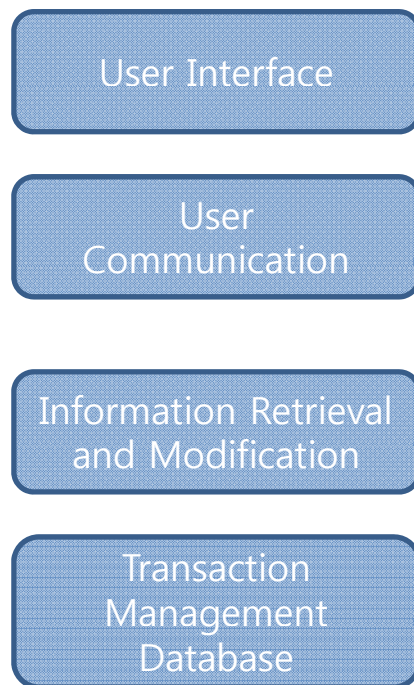 User Interface
User
Communication
Information Retrieval
and Modification
Transaction
Management
Database